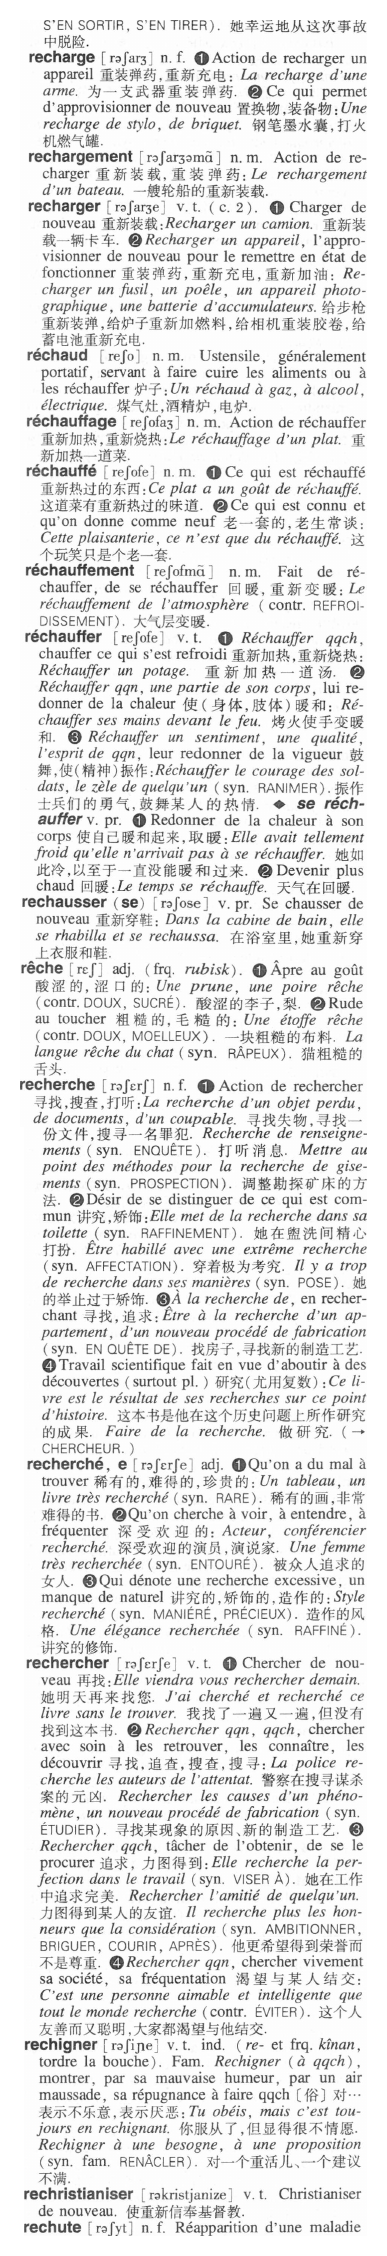 S'EN SORTIR, S'EN TIRER). 她幸运地从这次事故
中脱险.
recharge [rəʃarʒ] n. f. ❶ Action de recharger un
appareil 重装弹药,重新充电: La recharge d'une
arme. 为一支武器重装弹药. ❷ Ce qui permet
d'approvisionner de nouveau 置换物,装备物:Une
recharge de stylo, de briquet. 钢笔墨水囊,打火
机燃气罐.
rechargement [rəʃarʒəmɑ̃] n. m. Action de re-
charger 重新装载,重装弹药: Le rechargement
d'un bateau. 一艘轮船的重新装载.
recharger [rəʃarʒe] v. t. (c. 2). ❶ Charger de
nouveau 重新装载:Recharger un camion. 重新装
载一辆卡车. ❷ Recharger un appareil, l'appro-
visionner de nouveau pour le remettre en état de
fonctionner 重装弹药,重新充电,重新加油: Re-
charger un fusil, un poêle, un appareil photo-
graphique, une batterie d'accumulateurs. 给步枪
重新装弹,给炉子重新加燃料,给相机重装胶卷,给
蓄电池重新充电.
réchaud [reʃo] n. m. Ustensile, généralement
portatif, servant à faire cuire les aliments ou à
les réchauffer 炉子:Un réchaud à gaz, à alcool,
électrique. 煤气灶,酒精炉,电炉.
réchauffage [reʃofaʒ] n. m. Action de réchauffer
重新加热,重新烧热:Le réchauffage d'un plat. 重
新加热一道菜.
réchauffé [reʃofe] n. m. ❶ Ce qui est réchauffé
重新热过的东西:Ce plat a un goût de réchauffé.
这道菜有重新热过的味道. ❷ Ce qui est connu et
qu'on donne comme neuf 老一套的,老生常谈:
Cette plaisanterie, ce n'est que du réchauffé. 这
个玩笑只是个老一套.
réchauffement [reʃofmɑ̃] n. m. Fait de ré-
chauffer, de se réchauffer 回暖,重新变暖: Le
réchauffement de l'atmosphère (contr. REFROI-
DISSEMENT). 大气层变暖.
réchauffer [reʃofe] v. t. ❶ Réchauffer qqch,
chauffer ce qui s'est refroidi 重新加热,重新烧热:
Réchauffer un potage. 重新加热一道汤. ❷
Réchauffer qqn, une partie de son corps, lui re-
donner de la chaleur 使(身体,肢体)暖和: Ré-
chauffer ses mains devant le feu. 烤火使手变暖
和. ❸ Réchauffer un sentiment, une qualité,
l'esprit de qqn, leur redonner de la vigueur 鼓
舞,使(精神)振作:Réchauffer le courage des sol-
dats, le zèle de quelqu'un (syn. RANIMER). 振作
士兵们的勇气,鼓舞某人的热情. ◆ se réch-
auffer v. pr. ❶ Redonner de la chaleur à son
corps 使自己暖和起来,取暖:Elle avait tellement
froid qu'elle n'arrivait pas à se réchauffer. 她如
此冷,以至于一直没能暖和过来. ❷ Devenir plus
chaud 回暖:Le temps se réchauffe. 天气在回暖.
rechausser (se) [rəʃose] v. pr. Se chausser de
nouveau 重新穿鞋: Dans la cabine de bain, elle
se rhabilla et se rechaussa. 在浴室里,她重新穿
上衣服和鞋.
rêche [rɛʃ] adj. (frq. rubisk). ❶ Âpre au goût
酸涩的,涩口的: Une prune, une poire rêche
(contr. DOUX, SUCRÉ). 酸涩的李子,梨. ❷ Rude
au toucher 粗糙的,毛糙的: Une étoffe rêche
(contr. DOUX, MOELLEUX). 一块粗糙的布料. La
langue rêche du chat (syn. RÂPEUX). 猫粗糙的
舌头.
recherche [rəʃɛrʃ] n. f. ❶ Action de rechercher
寻找,搜查,打听:La recherche d'un objet perdu,
de documents, d'un coupable. 寻找失物,寻找一
份文件,搜寻一名罪犯. Recherche de renseigne-
ments (syn. ENQUÊTE). 打听消息. Mettre au
point des méthodes pour la recherche de gise-
ments (syn. PROSPECTION). 调整勘探矿床的方
法. ❷ Désir de se distinguer de ce qui est com-
mun 讲究,矫饰:Elle met de la recherche dans sa
toilette (syn. RAFFINEMENT). 她在盥洗间精心
打扮. Être habillé avec une extrême recherche
(syn. AFFECTATION). 穿着极为考究. Il y a trop
de recherche dans ses manières (syn. POSE). 她
的举止过于矫饰. ❸ À la recherche de, en recher-
chant 寻找,追求: Être à la recherche d'un ap-
partement, d'un nouveau procédé de fabrication
(syn. EN QUÊTE DE). 找房子,寻找新的制造工艺.
❹ Travail scientifique fait en vue d'aboutir à des
découvertes (surtout pl.) 研究(尤用复数):Ce li-
vre est le résultat de ses recherches sur ce point
d'histoire. 这本书是他在这个历史问题上所作研究
的成果. Faire de la recherche. 做研究. (→
CHERCHEUR.)
recherché, e [rəʃɛrʃe] adj. ❶ Qu'on a du mal à
trouver 稀有的,难得的,珍贵的: Un tableau, un
livre très recherché (syn. RARE). 稀有的画,非常
难得的书. ❷ Qu'on cherche à voir, à entendre, à
fréquenter 深受欢迎的: Acteur, conférencier
recherché. 深受欢迎的演员,演说家. Une femme
très recherchée (syn. ENTOURÉ). 被众人追求的
女人. ❸ Qui dénote une recherche excessive, un
manque de naturel 讲究的,矫饰的,造作的:Style
recherché (syn. MANIÉRÉ, PRÉCIEUX). 造作的风
格. Une élégance recherchée (syn. RAFFINÉ).
讲究的修饰.
rechercher [rəʃɛrʃe] v. t. ❶ Chercher de nou-
veau 再找:Elle viendra vous rechercher demain.
她明天再来找您. J'ai cherché et recherché ce
livre sans le trouver. 我找了一遍又一遍,但没有
找到这本书. ❷ Rechercher qqn, qqch, chercher
avec soin à les retrouver, les connaître, les
découvrir 寻找,追查,搜查,搜寻: La police re-
cherche les auteurs de l'attentat. 警察在搜寻谋杀
案的元凶. Rechercher les causes d'un phéno-
mène, un nouveau procédé de fabrication (syn.
ÉTUDIER). 寻找某现象的原因、新的制造工艺. ❸
Rechercher qqch, tâcher de l'obtenir, de se le
procurer 追求, 力图得到:Elle recherche la per-
fection dans le travail (syn. VISER À). 她在工作
中追求完美. Rechercher l'amitié de quelqu'un.
力图得到某人的友谊. Il recherche plus les hon-
neurs que la considération (syn. AMBITIONNER,
BRIGUER, COURIR, APRÈS). 他更希望得到荣誉而
不是尊重. ❹ Rechercher qqn, chercher vivement
sa société, sa fréquentation 渴望与某人结交:
C'est une personne aimable et intelligente que
tout le monde recherche (contr. ÉVITER). 这个人
友善而又聪明,大家都渴望与他结交.
rechigner [rəʃiɲe] v. t. ind. (re- et frq. kînan,
tordre la bouche). Fam. Rechigner (à qqch),
montrer, par sa mauvaise humeur, par un air
maussade, sa répugnance à faire qqch [俗] 对…
表示不乐意,表示厌恶: Tu obéis, mais c'est tou-
jours en rechignant. 你服从了,但显得很不情愿.
Rechigner à une besogne, à une proposition
(syn. fam. RENÂCLER). 对一个重活儿、一个建议
不满.
rechristianiser [rəkristjanize] v. t. Christianiser
de nouveau. 使重新信奉基督教.
rechute [rəʃyt] n. f. Réapparition d'une maladie